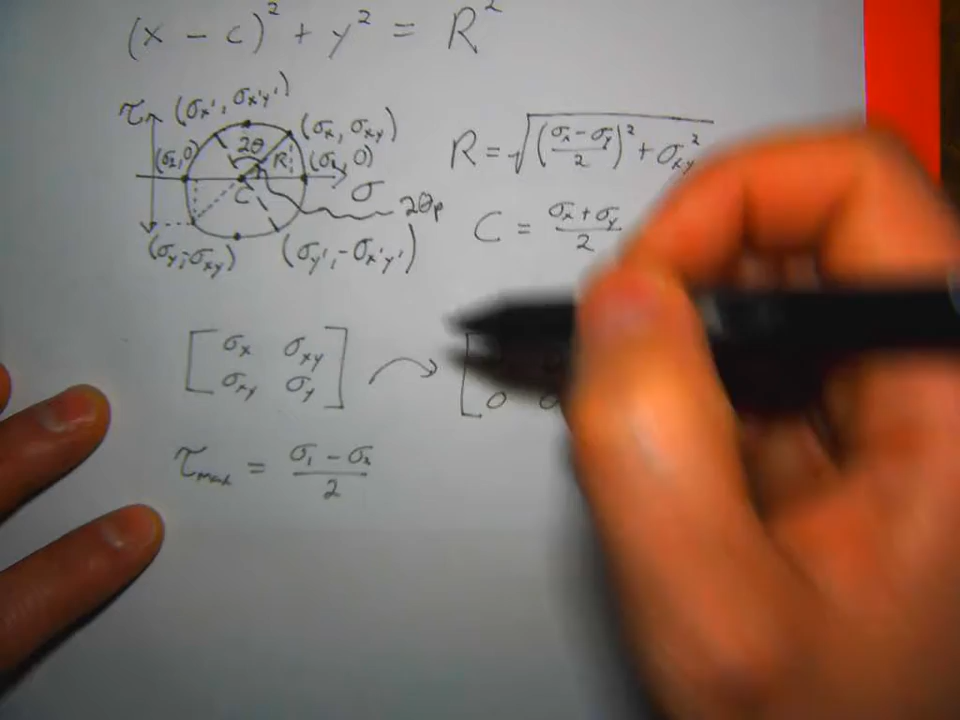 (x - c)² + y² = R²
τ (σx', σx'y')
(σx, σxy)
(σ2, 0) 2θ R (σ1, 0)
C σ
2θp
(σy, -σxy) (σy', -σx'y')
R = √((σx - σy)/2)² + σxy²
C = (σx + σy)/2
[σx σxy
σxy σy] → [
0
τmax = (σ1 - σ2)/2